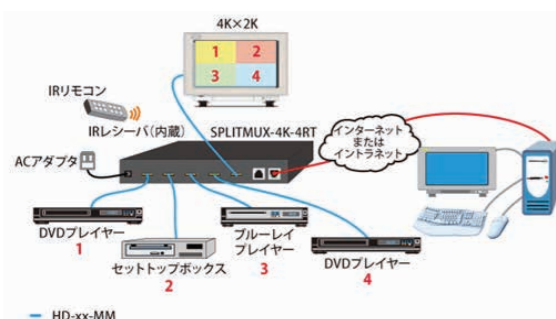 4K×2K
1 2
3 4
IRリモコン
IRレシーバ(内蔵)
SPLITMUX-4K-4RT
ACアダプタ
インターネット
または
イントラネット
DVDプレイヤー
1
セットトップボックス
2
ブルーレイ
プレイヤー
3
DVDプレイヤー
4
HD-xx-MM